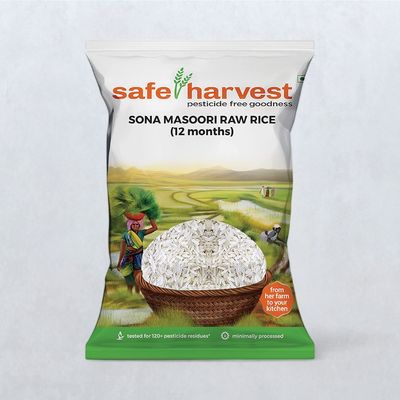 safe harvest
pesticide free goodness
SONA MASOORI RAW RICE
(12 months)
from
her farm
to your
kitchen
tested for 120+ pesticide residues*
minimally processed